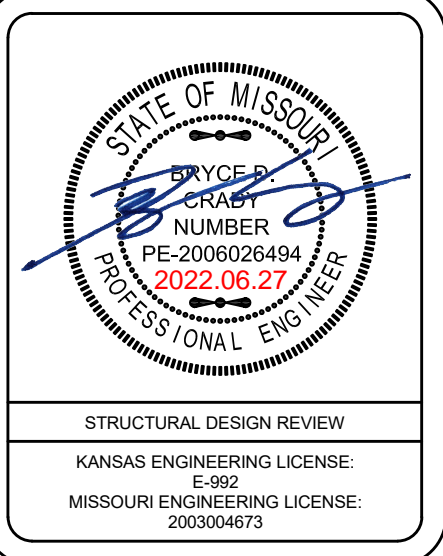 STATE OF MISSOURI
BRYCE D.
CRABY
NUMBER
PE-2006026494
2022.06.27
PROFESSIONAL ENGINEER
STRUCTURAL DESIGN REVIEW
KANSAS ENGINEERING LICENSE:
E-992
MISSOURI ENGINEERING LICENSE:
2003004673